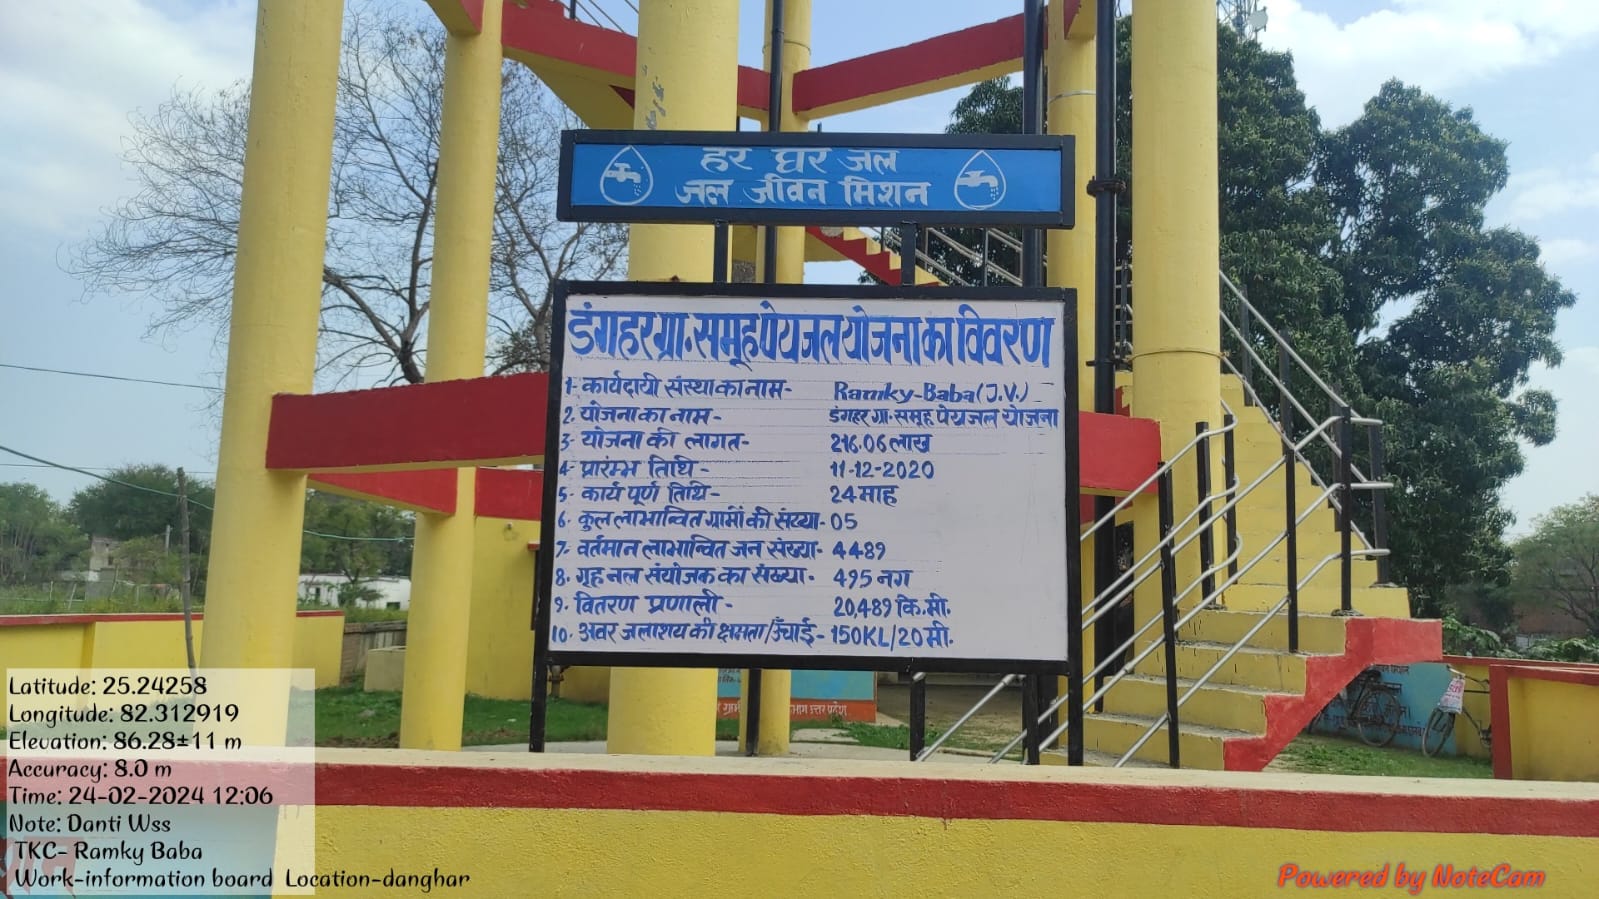 हर घर जल
जल जीवन मिशन
डंगहर ग्रा. समूह पेयजल योजना का विवरण
1- कार्यदायी संस्था का नाम- Ramky-Baba (J.V.)
2. योजना का नाम- डंगहर ग्रा. समूह पेयजल योजना
3- योजना की लागत- 216.06 लाख
4- प्रारम्भ तिथि- 11-12-2020
5- कार्य पूर्ण तिथि- 24 माह
6. कुल लाभान्वित ग्रामों की संख्या- 05
7- वर्तमान लाभान्वित जन संख्या- 4489
8. गृह नल संयोजक का संख्या- 495 नग
9. वितरण प्रणाली- 20,489 कि.मी.
10. अवर जलाशय की क्षमता/ऊँचाई- 150KL/20 मी.
उत्तर प्रदेश
Latitude: 25.24258
Longitude: 82.312919
Elevation: 86.28±11 m
Accuracy: 8.0 m
Time: 24-02-2024 12:06
Note: Danti Wss
TKC- Ramky Baba
Work-information board Location-danghar
Powered by NoteCam